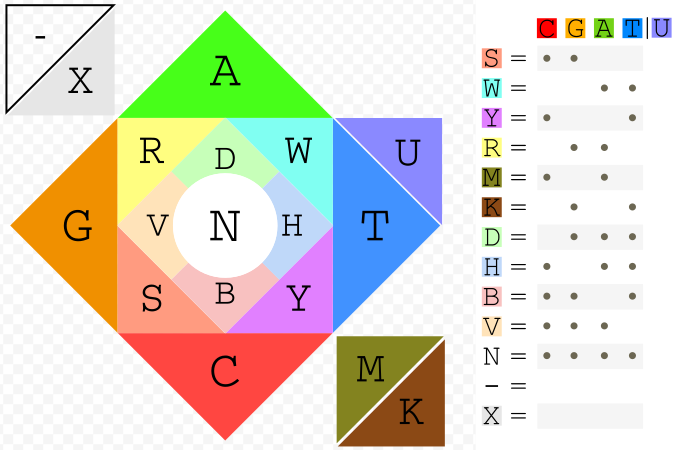 -
X
A
R
D
W
U
G
V
N
H
T
S
B
Y
C
M
K
C G A T|U
S = • •
W = • •
Y = • •
R = • •
M = • •
K = • •
D = • • •
H = • • •
B = • • •
V = • • •
N = • • • •
- =
X =